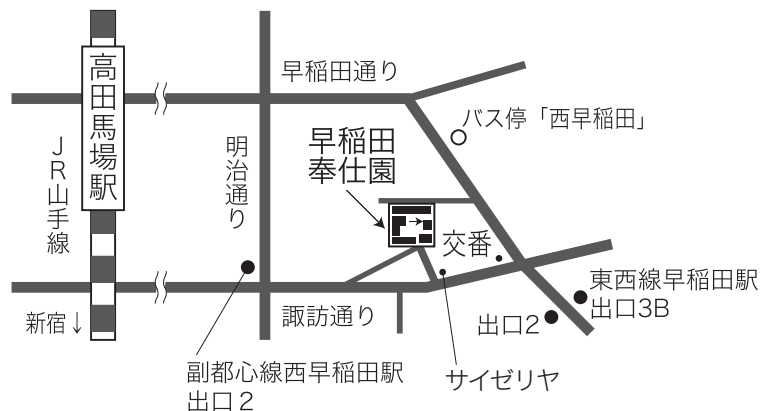 早稲田通り
高田馬場駅
バス停「西早稲田」
早稲田
奉仕園
明治通り
JR山手線
交番
東西線早稲田駅
出口3B
出口2
諏訪通り
新宿↓
副都心線西早稲田駅
出口2
サイゼリヤ